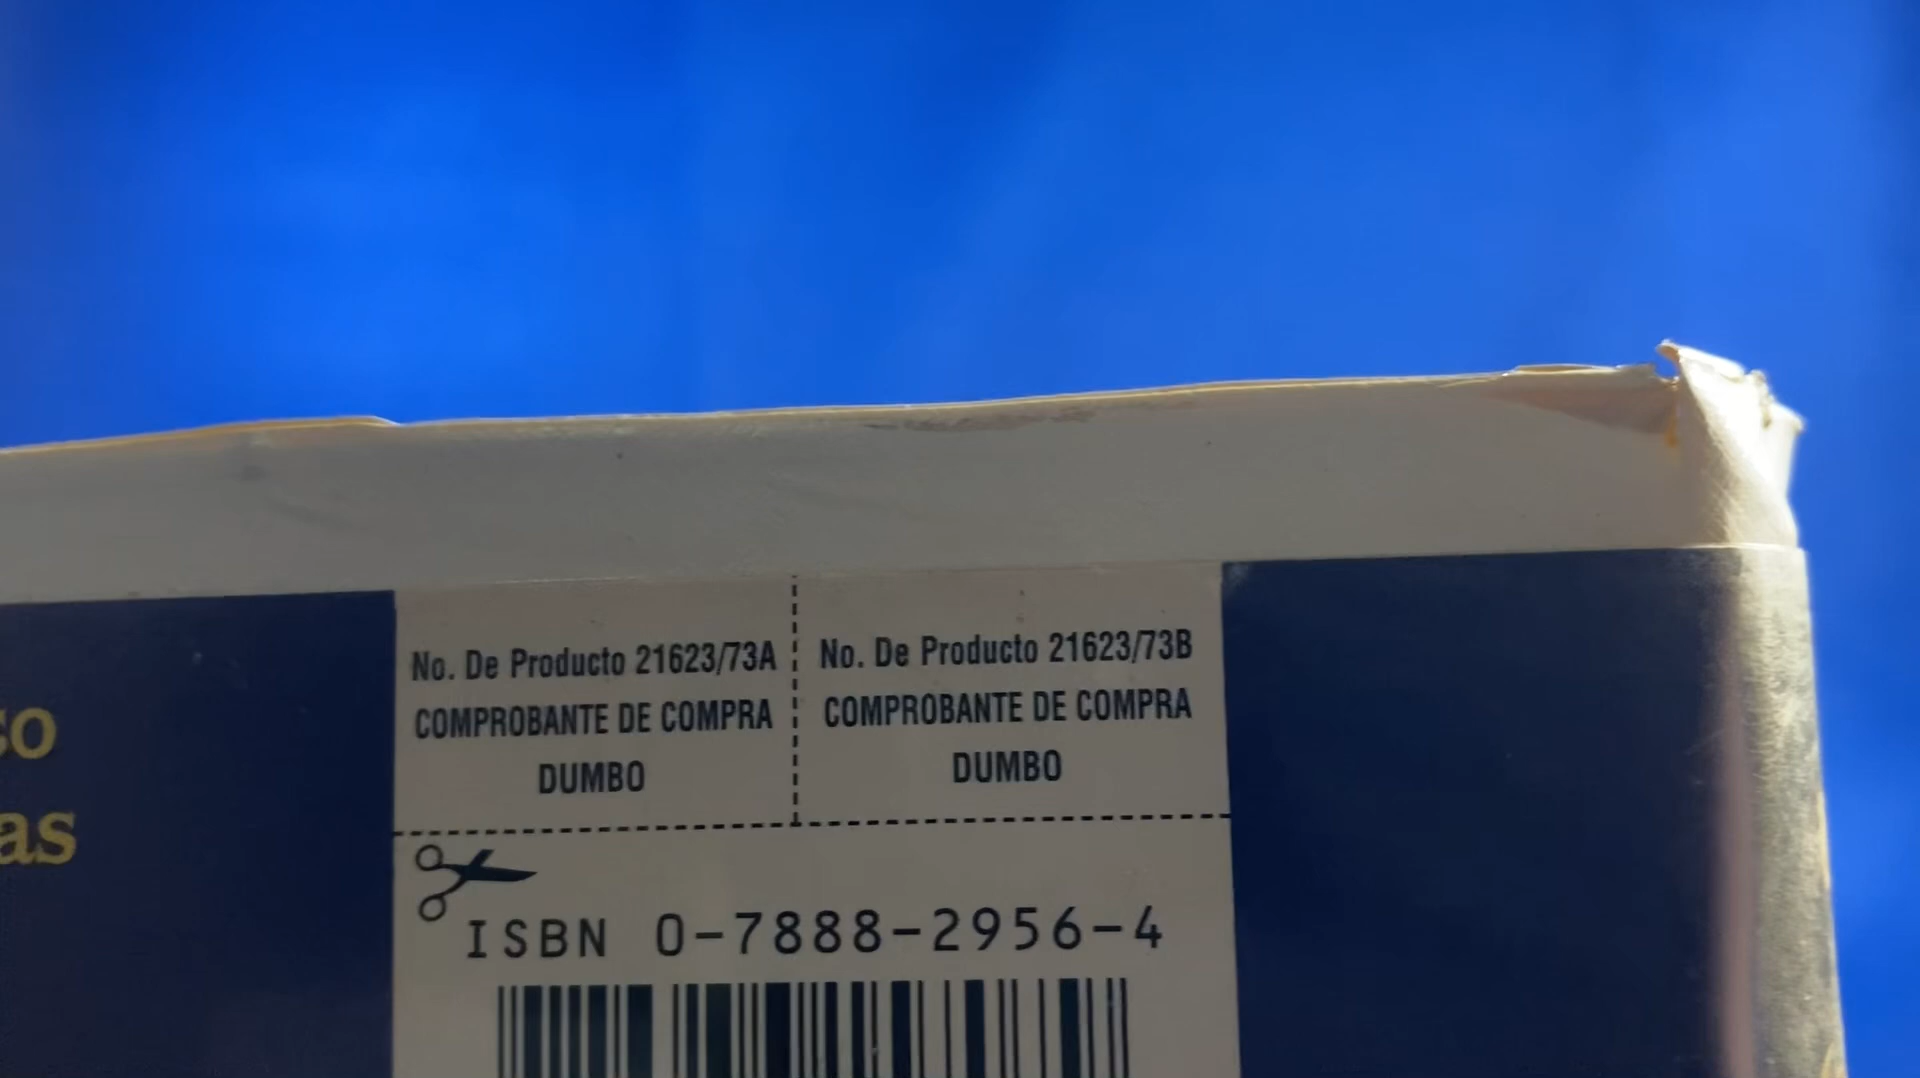 No. De Producto 21623/73A
COMPROBANTE DE COMPRA
DUMBO
No. De Producto 21623/73B
COMPROBANTE DE COMPRA
DUMBO
as
ISBN 0-7888-2956-4